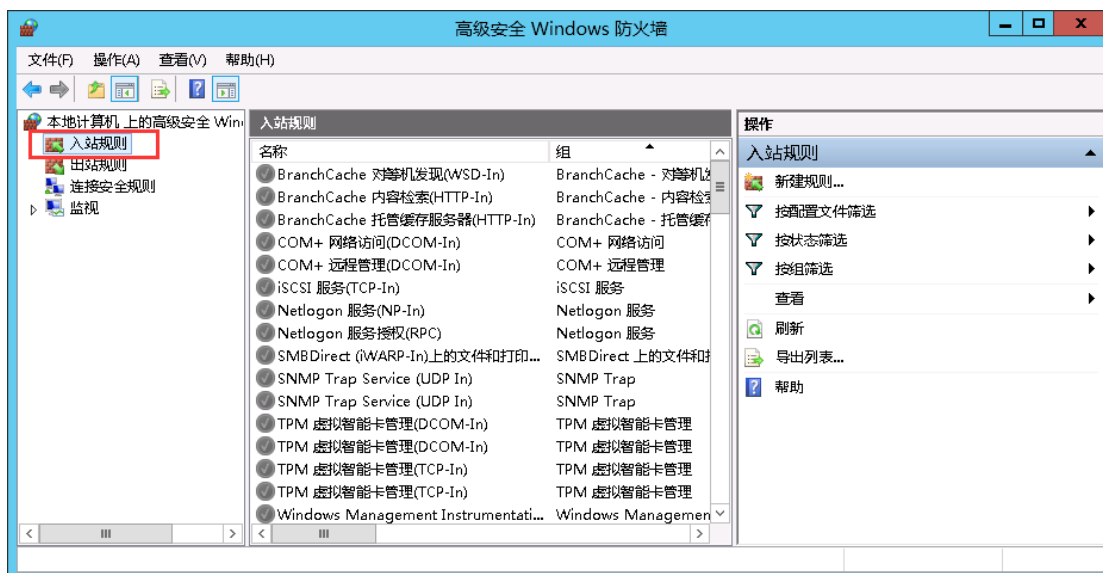 高级安全 Windows 防火墙
文件(F) 操作(A) 查看(V) 帮助(H)
本地计算机 上的高级安全 Win
入站规则
出站规则
连接安全规则
监视
入站规则
名称 组
BranchCache 对等机发现(WSD-In) BranchCache - 对等机发
BranchCache 内容检索(HTTP-In) BranchCache - 内容检索
BranchCache 托管缓存服务器(HTTP-In) BranchCache - 托管缓存
COM+ 网络访问(DCOM-In) COM+ 网络访问
COM+ 远程管理(DCOM-In) COM+ 远程管理
iSCSI 服务(TCP-In) iSCSI 服务
Netlogon 服务(NP-In) Netlogon 服务
Netlogon 服务授权(RPC) Netlogon 服务
SMBDirect (iWARP-In)上的文件和打印... SMBDirect 上的文件和
SNMP Trap Service (UDP In) SNMP Trap
SNMP Trap Service (UDP In) SNMP Trap
TPM 虚拟智能卡管理(DCOM-In) TPM 虚拟智能卡管理
TPM 虚拟智能卡管理(DCOM-In) TPM 虚拟智能卡管理
TPM 虚拟智能卡管理(TCP-In) TPM 虚拟智能卡管理
TPM 虚拟智能卡管理(TCP-In) TPM 虚拟智能卡管理
Windows Management Instrumentati... Windows Managemen
操作
入站规则
新建规则...
按配置文件筛选
按状态筛选
按组筛选
查看
刷新
导出列表...
帮助